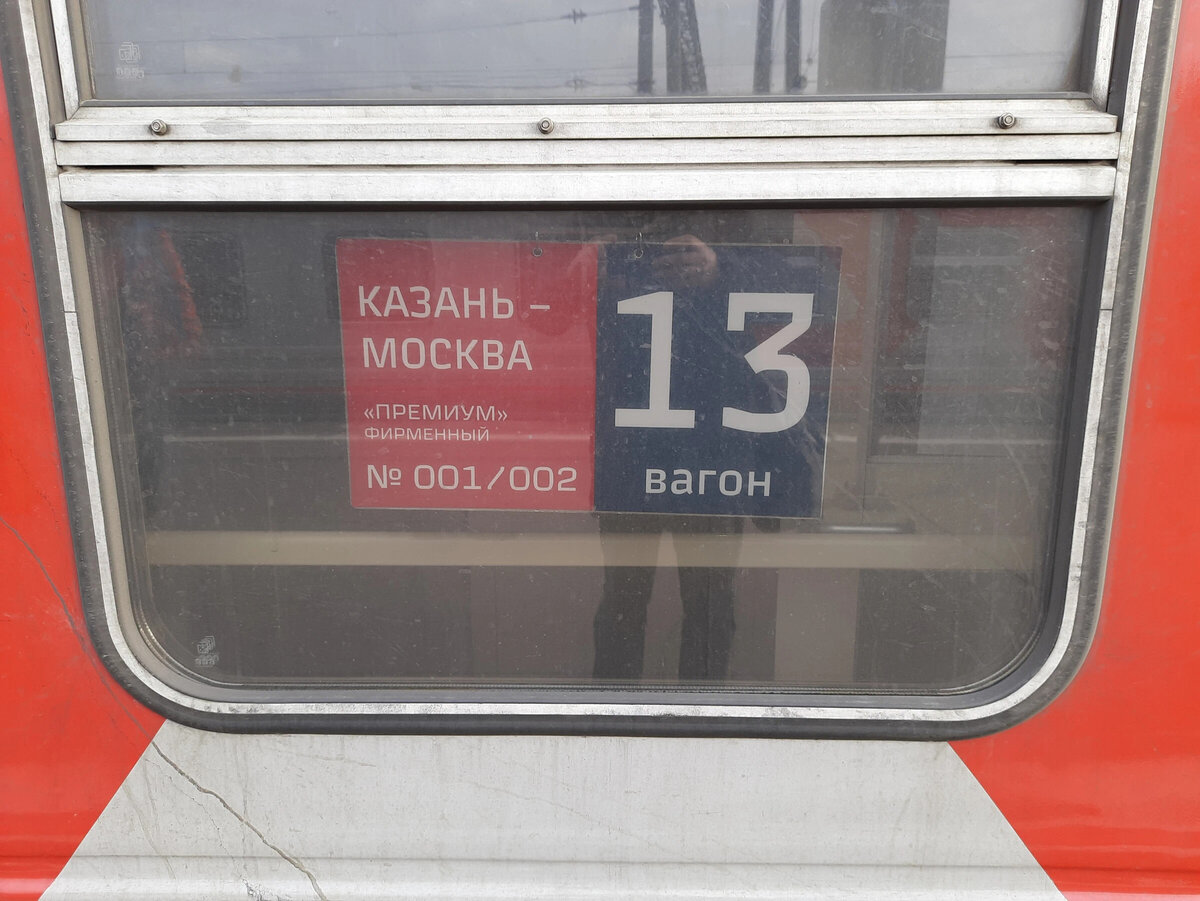 КАЗАНЬ –
МОСКВА
«ПРЕМИУМ»
ФИРМЕННЫЙ
№ 001/002
13
вагон